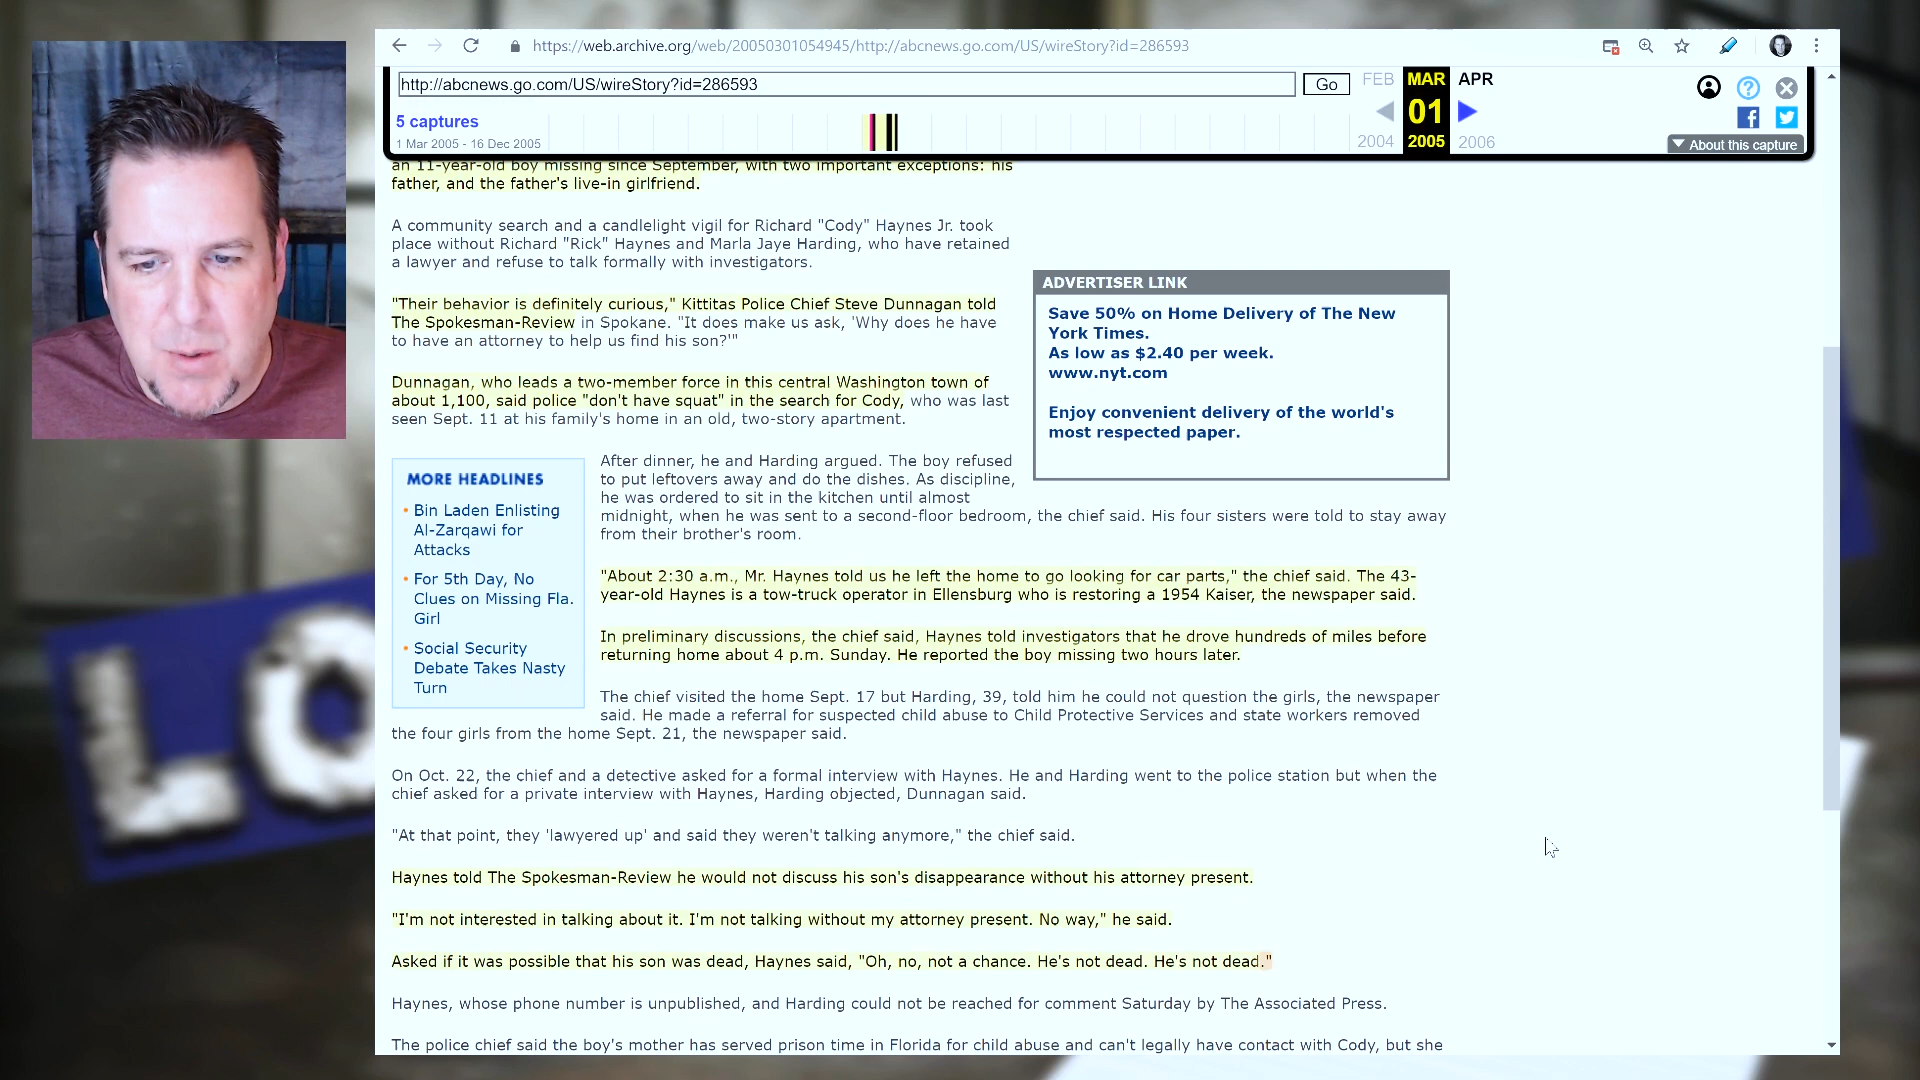 https://web.archive.org/web/20050301054945/http://abcnews.go.com/US/wireStory?id=286593
http://abcnews.go.com/US/wireStory?id=286593
Go
FEB
MAR
APR
5 captures
01
1 Mar 2005 - 16 Dec 2005
2004
2005
2006
About this capture
an 11-year-old boy missing since September, with two important exceptions: his
father, and the father's live-in girlfriend.
A community search and a candlelight vigil for Richard "Cody" Haynes Jr. took
place without Richard "Rick" Haynes and Marla Jaye Harding, who have retained
a lawyer and refuse to talk formally with investigators.
"Their behavior is definitely curious," Kittitas Police Chief Steve Dunnagan told
The Spokesman-Review in Spokane. "It does make us ask, 'Why does he have
to have an attorney to help us find his son?'"
Dunnagan, who leads a two-member force in this central Washington town of
about 1,100, said police "don't have squat" in the search for Cody, who was last
seen Sept. 11 at his family's home in an old, two-story apartment.
ADVERTISER LINK
Save 50% on Home Delivery of The New
York Times.
As low as $2.40 per week.
www.nyt.com
Enjoy convenient delivery of the world's
most respected paper.
MORE HEADLINES
Bin Laden Enlisting
Al-Zarqawi for
Attacks
For 5th Day, No
Clues on Missing Fla.
Girl
Social Security
Debate Takes Nasty
Turn
After dinner, he and Harding argued. The boy refused
to put leftovers away and do the dishes. As discipline,
he was ordered to sit in the kitchen until almost
midnight, when he was sent to a second-floor bedroom, the chief said. His four sisters were told to stay away
from their brother's room.
"About 2:30 a.m., Mr. Haynes told us he left the home to go looking for car parts," the chief said. The 43-
year-old Haynes is a tow-truck operator in Ellensburg who is restoring a 1954 Kaiser, the newspaper said.
In preliminary discussions, the chief said, Haynes told investigators that he drove hundreds of miles before
returning home about 4 p.m. Sunday. He reported the boy missing two hours later.
The chief visited the home Sept. 17 but Harding, 39, told him he could not question the girls, the newspaper
said. He made a referral for suspected child abuse to Child Protective Services and state workers removed
the four girls from the home Sept. 21, the newspaper said.
On Oct. 22, the chief and a detective asked for a formal interview with Haynes. He and Harding went to the police station but when the
chief asked for a private interview with Haynes, Harding objected, Dunnagan said.
"At that point, they 'lawyered up' and said they weren't talking anymore," the chief said.
Haynes told The Spokesman-Review he would not discuss his son's disappearance without his attorney present.
"I'm not interested in talking about it. I'm not talking without my attorney present. No way," he said.
Asked if it was possible that his son was dead, Haynes said, "Oh, no, not a chance. He's not dead. He's not dead."
Haynes, whose phone number is unpublished, and Harding could not be reached for comment Saturday by The Associated Press.
The police chief said the boy's mother has served prison time in Florida for child abuse and can't legally have contact with Cody, but she
LO